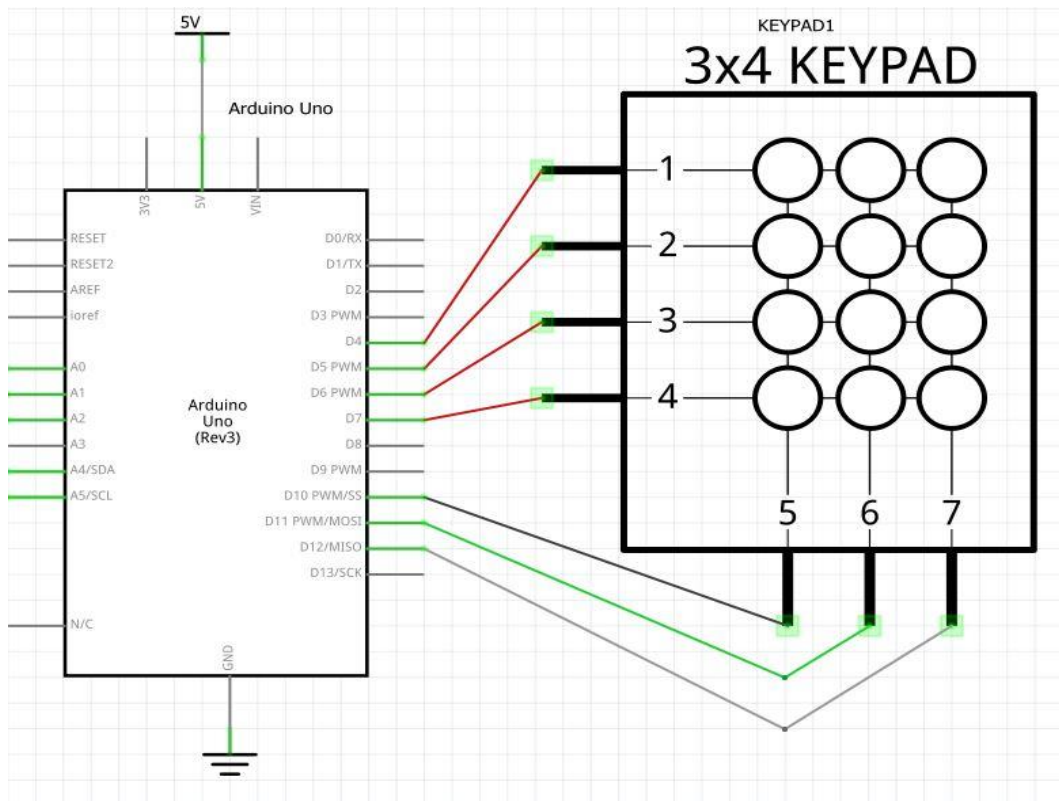 5V
KEYPAD1
3x4 KEYPAD
Arduino Uno
3V3
5V
VIN
RESET
RESET2
AREF
ioref
A0
A1
A2
A3
A4/SDA
A5/SCL
N/C
Arduino
Uno
(Rev3)
GND
D0/RX
D1/TX
D2
D3 PWM
D4
D5 PWM
D6 PWM
D7
D8
D9 PWM
D10 PWM/SS
D11 PWM/MOSI
D12/MISO
D13/SCK
1
2
3
4
5 6 7